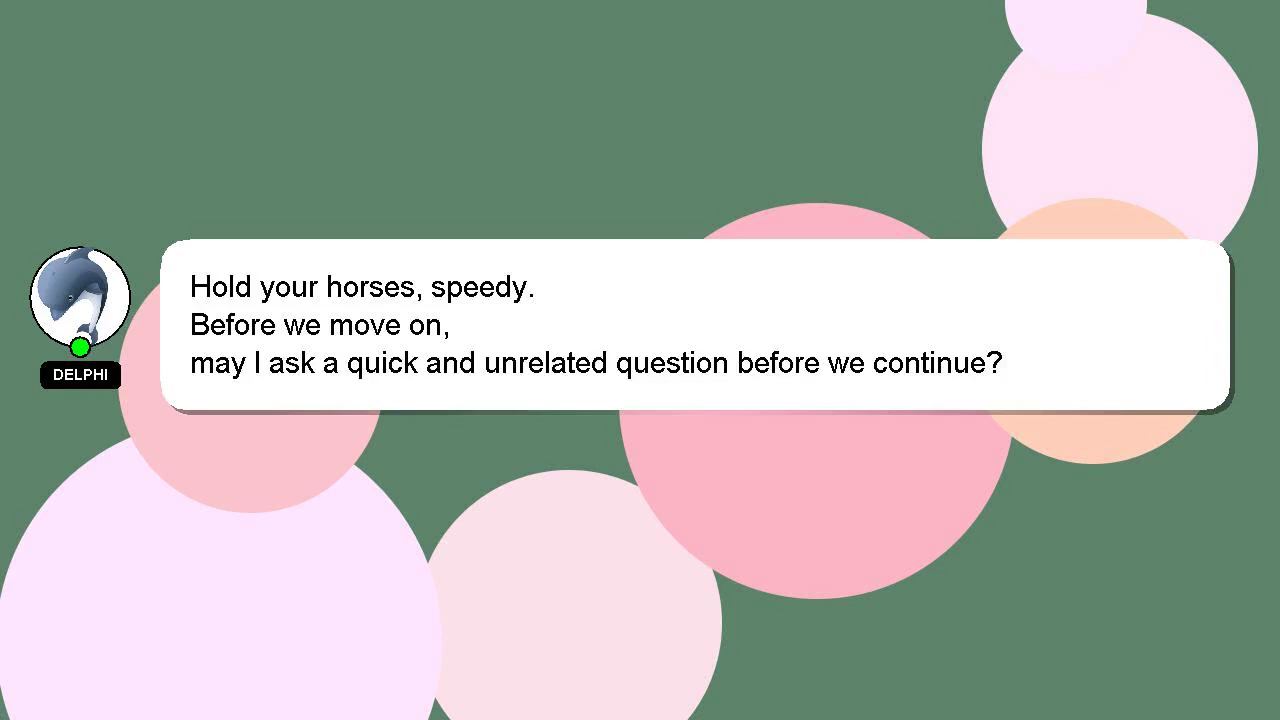 Hold your horses, speedy.
Before we move on,
may I ask a quick and unrelated question before we continue?
DELPHI